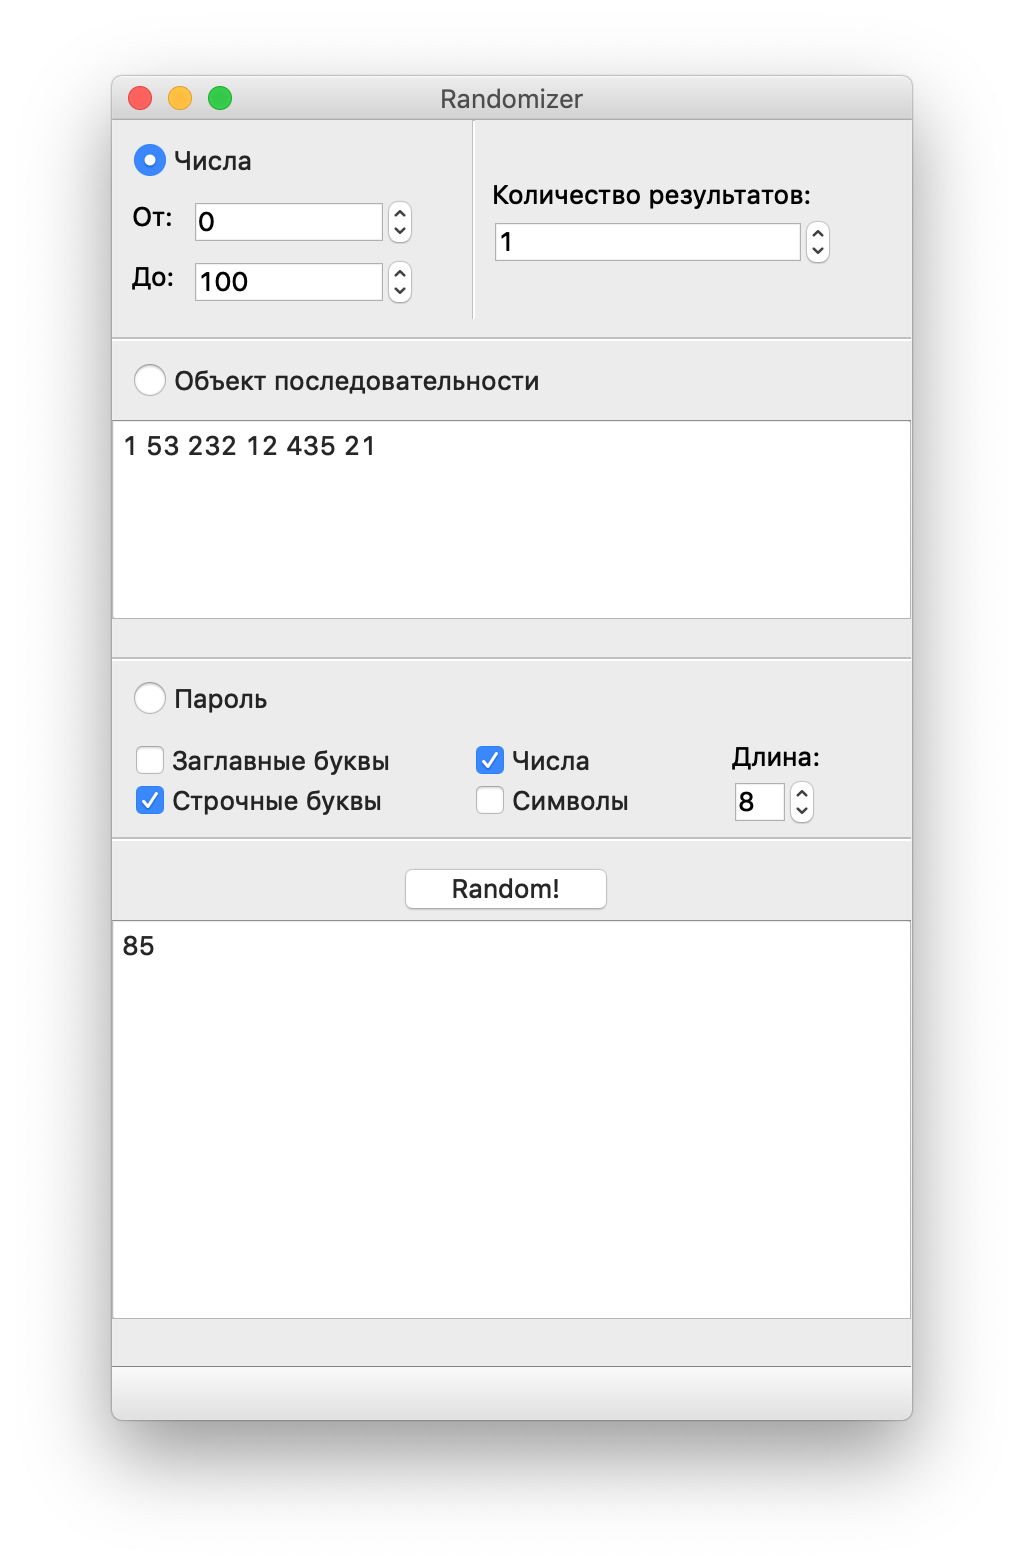 Randomizer
Числа
От: 0
До: 100
Количество результатов:
1
Объект последовательности
1 53 232 12 435 21
Пароль
Заглавные буквы
Числа
Длина:
Строчные буквы
Символы
8
Random!
85